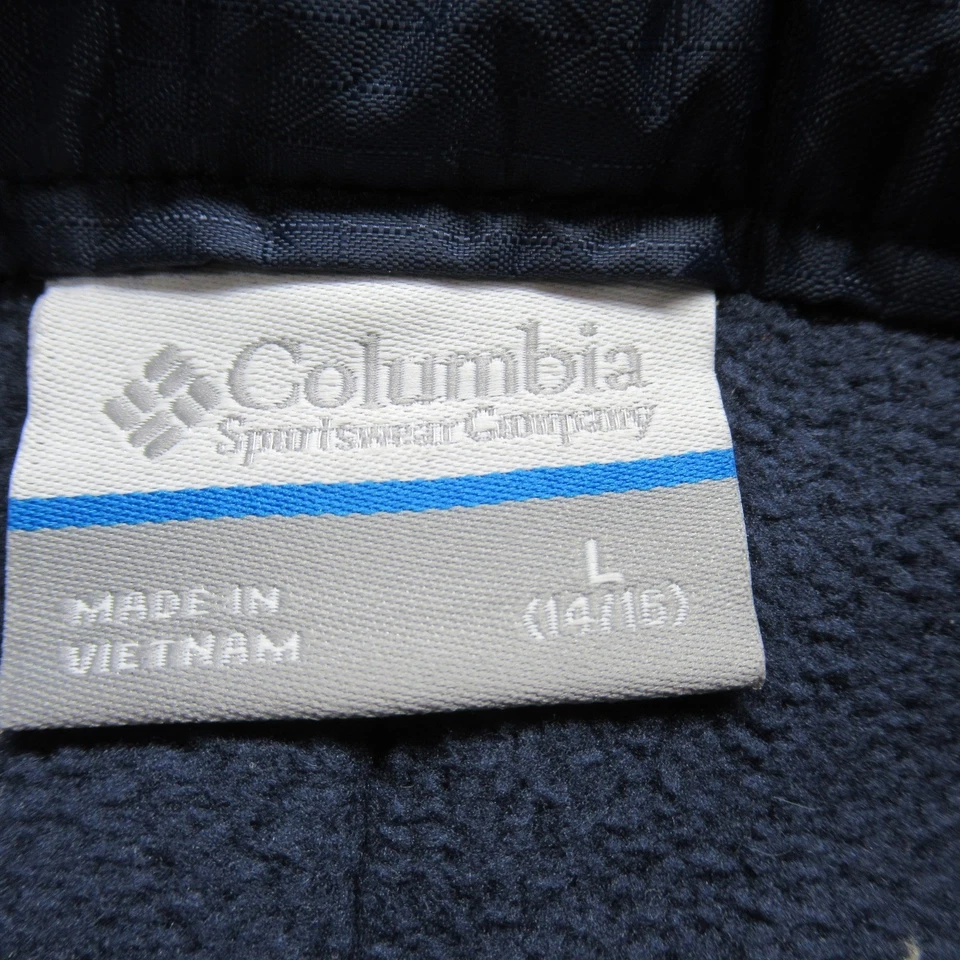 Columbia
Sportswear Company
L
(14/16)
MADE IN
VIETNAM